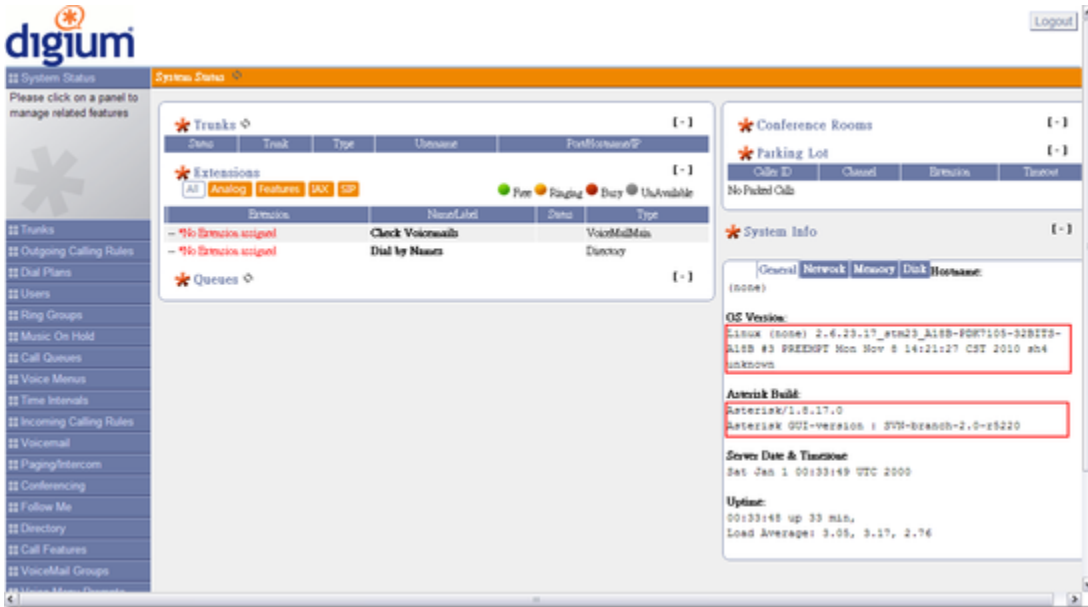 digium
Logout
System Status
System Status
Please click on a panel to
manage related features
Trunks
[ - ]
Status Trunk Type Username Port/Hostname/IP
Extensions
[ - ]
All Analog Features IAX SIP
Free Ringing Busy UnAvailable
Extension Name/Label Status Type
-- *No Extension assigned Check Voicemails VoiceMailMain
-- *No Extension assigned Dial by Names Directory
Queues
[ - ]
Conference Rooms
[ - ]
Parking Lot
[ - ]
Caller ID Channel Extension Timeout
No Parked Calls
System Info
[ - ]
General Network Memory Disk Hostname:
(none)
OS Version:
Linux (none) 2.6.23.17_stm23_A18B-PDK7105-32BITS-
A18B #3 PREEMPT Mon Nov 8 14:21:27 CST 2010 sh4
unknown
Asterisk Build:
Asterisk/1.8.17.0
Asterisk GUI-version : SVN-branch-2.0-r5220
Server Date & Timezone
Sat Jan 1 00:33:49 UTC 2000
Uptime:
00:33:48 up 33 min,
Load Average: 3.05, 3.17, 2.76
Trunks
Outgoing Calling Rules
Dial Plans
Users
Ring Groups
Music On Hold
Call Queues
Voice Menus
Time Intervals
Incoming Calling Rules
Voicemail
Paging/Intercom
Conferencing
Follow Me
Directory
Call Features
VoiceMail Groups